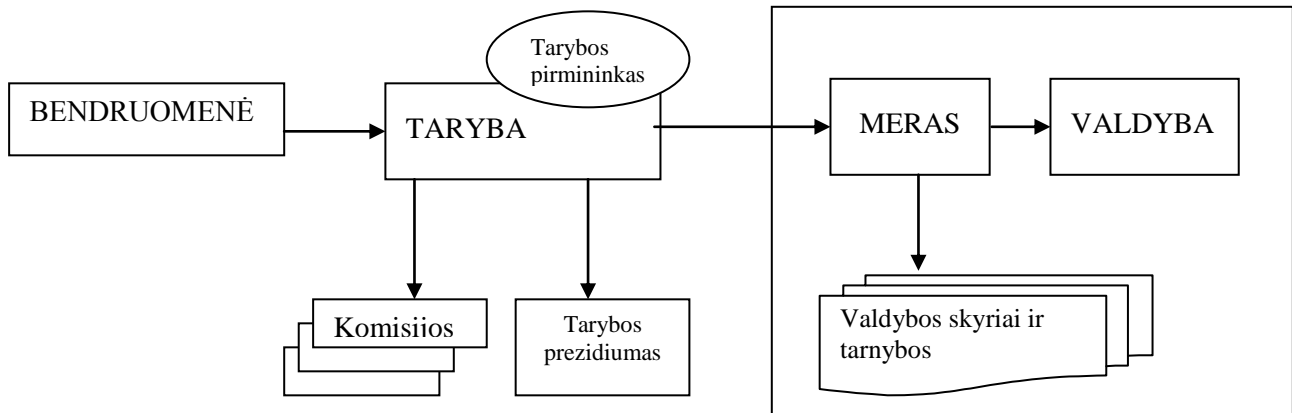 Tarybos
pirmininkas
BENDRUOMENĖ
TARYBA
MERAS
VALDYBA
Komisijos
Tarybos
prezidiumas
Valdybos skyriai ir
tarnybos